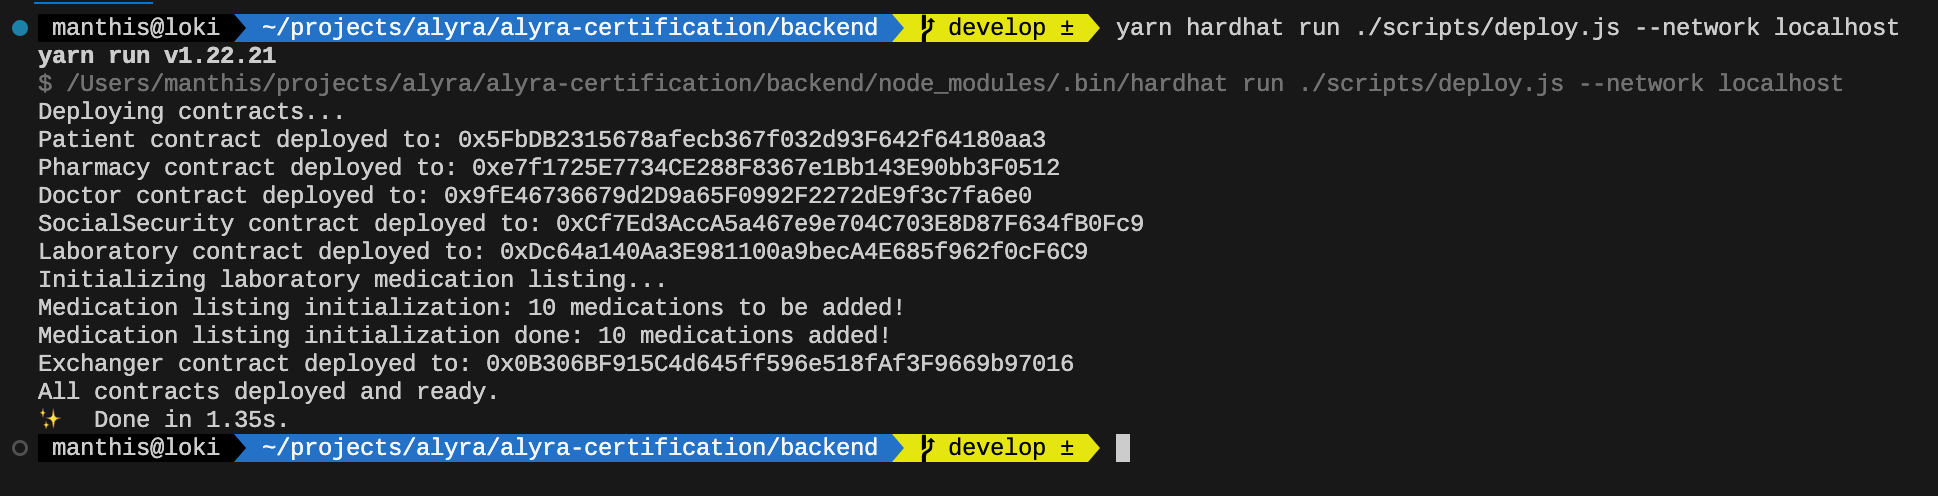 manthis@loki ~/projects/alyra/alyra-certification/backend develop ± yarn hardhat run ./scripts/deploy.js --network localhost
yarn run v1.22.21
$ /Users/manthis/projects/alyra/alyra-certification/backend/node_modules/.bin/hardhat run ./scripts/deploy.js --network localhost
Deploying contracts...
Patient contract deployed to: 0x5FbDB2315678afecb367f032d93F642f64180aa3
Pharmacy contract deployed to: 0xe7f1725E7734CE288F8367e1Bb143E90bb3F0512
Doctor contract deployed to: 0x9fE46736679d2D9a65F0992F2272dE9f3c7fa6e0
SocialSecurity contract deployed to: 0xCf7Ed3AccA5a467e9e704C703E8D87F634fB0Fc9
Laboratory contract deployed to: 0xDc64a140Aa3E981100a9becA4E685f962f0cF6C9
Initializing laboratory medication listing...
Medication listing initialization: 10 medications to be added!
Medication listing initialization done: 10 medications added!
Exchanger contract deployed to: 0x0B306BF915C4d645ff596e518fAf3F9669b97016
All contracts deployed and ready.
✨ Done in 1.35s.
manthis@loki ~/projects/alyra/alyra-certification/backend develop ±